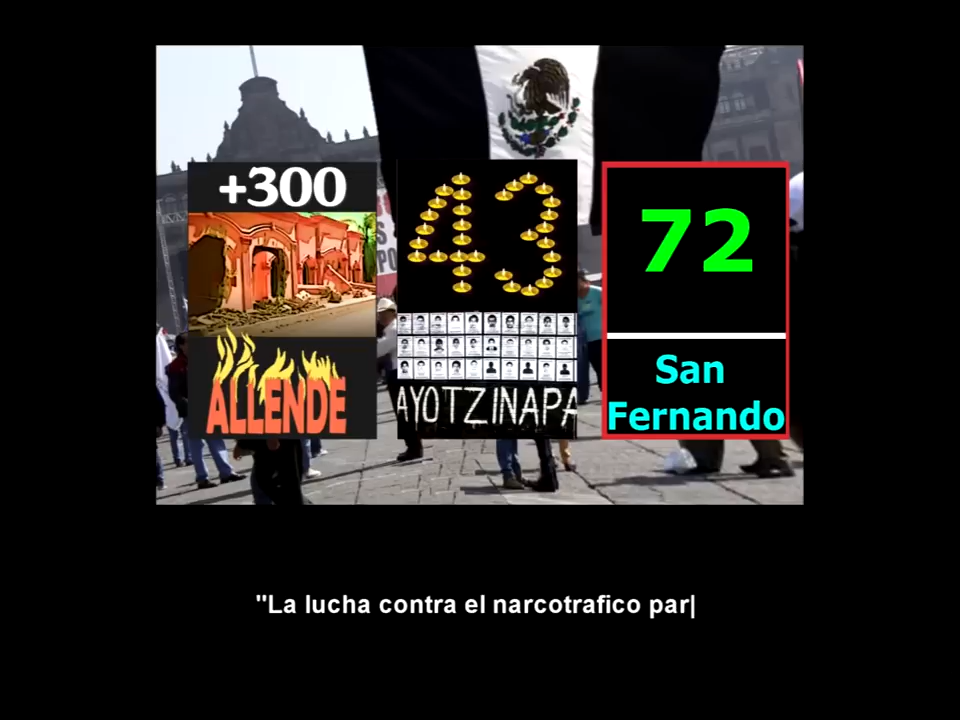 +300
ALLENDE
43
AYOTZINAPA
72
San
Fernando
"La lucha contra el narcotrafico par|